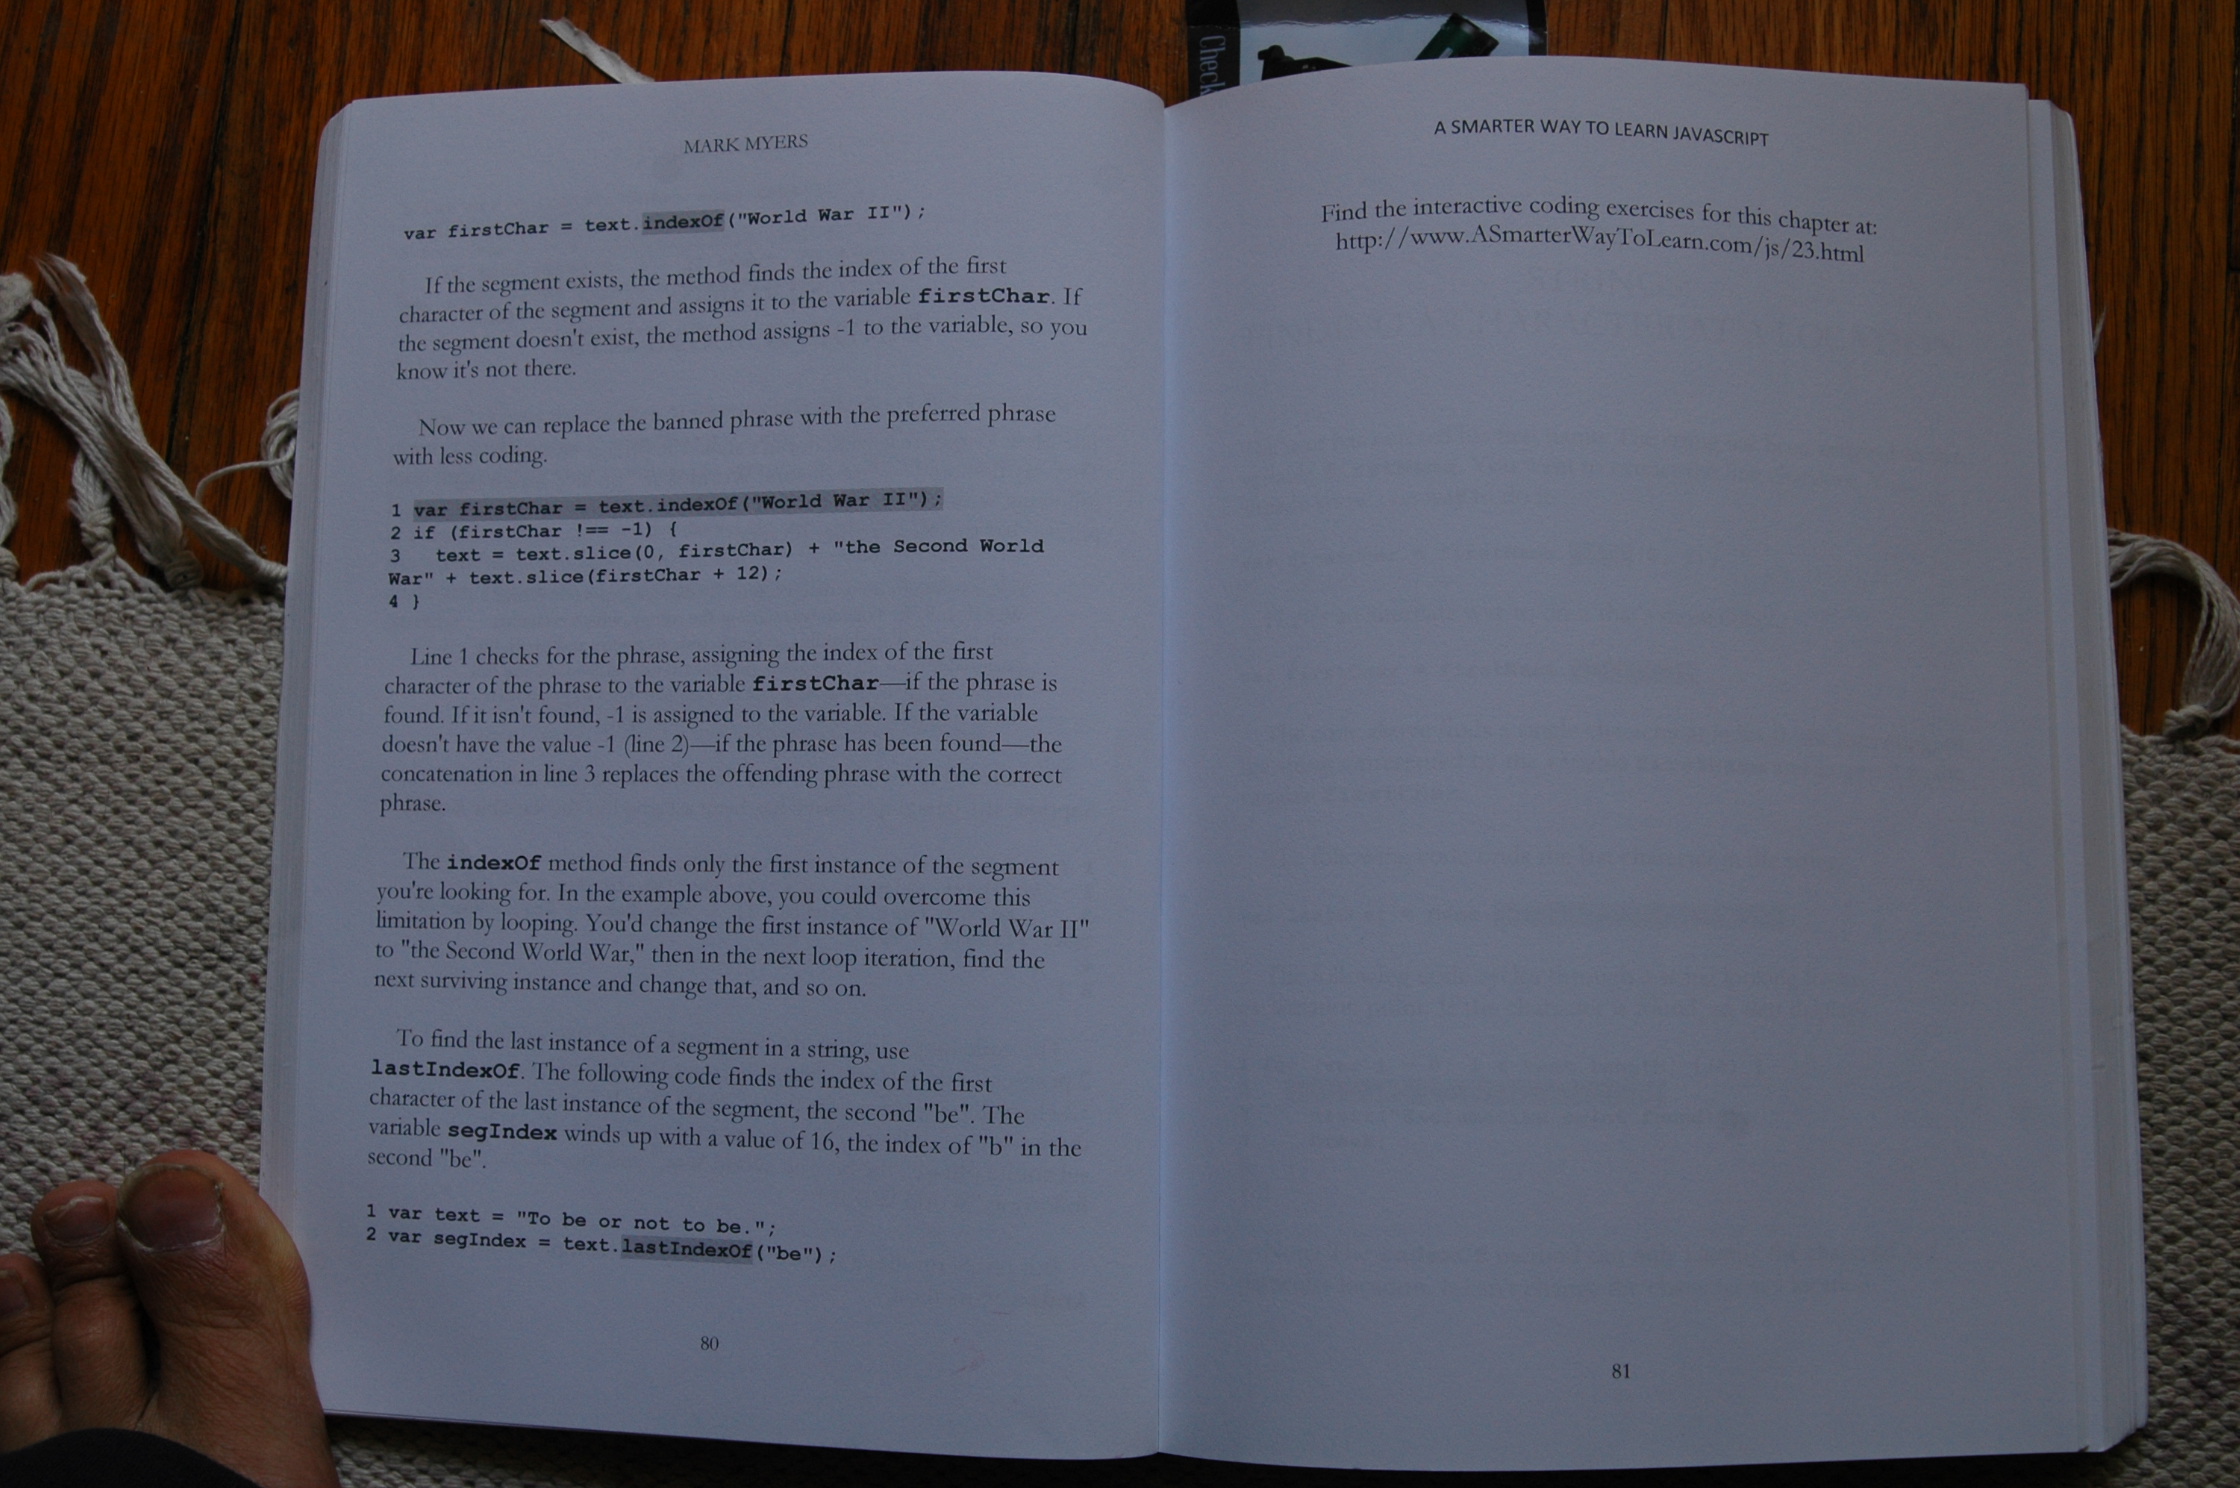 MARK MYERS
var firstChar = text.indexOf("World War II");
If the segment exists, the method finds the index of the first
character of the segment and assigns it to the variable firstChar. If
the segment doesn't exist, the method assigns -1 to the variable, so you
know it's not there.
Now we can replace the banned phrase with the preferred phrase
with less coding.
1 var firstChar = text.indexOf("World War II");
2 if (firstChar !== -1) {
3 text = text.slice(0, firstChar) + "the Second World
War" + text.slice(firstChar + 12);
4 }
Line 1 checks for the phrase, assigning the index of the first
character of the phrase to the variable firstChar—if the phrase is
found. If it isn't found, -1 is assigned to the variable. If the variable
doesn't have the value -1 (line 2)—if the phrase has been found—the
concatenation in line 3 replaces the offending phrase with the correct
phrase.
The indexOf method finds only the first instance of the segment
you're looking for. In the example above, you could overcome this
limitation by looping. You'd change the first instance of "World War II"
to "the Second World War," then in the next loop iteration, find the
next surviving instance and change that, and so on.
To find the last instance of a segment in a string, use
lastIndexOf. The following code finds the index of the first
character of the last instance of the segment, the second "be". The
variable segIndex winds up with a value of 16, the index of "b" in the
second "be".
1 var text = "To be or not to be.";
2 var segIndex = text.lastIndexOf("be");
80
A SMARTER WAY TO LEARN JAVASCRIPT
Find the interactive coding exercises for this chapter at:
http://www.ASmarterWayToLearn.com/js/23.html
81
Check